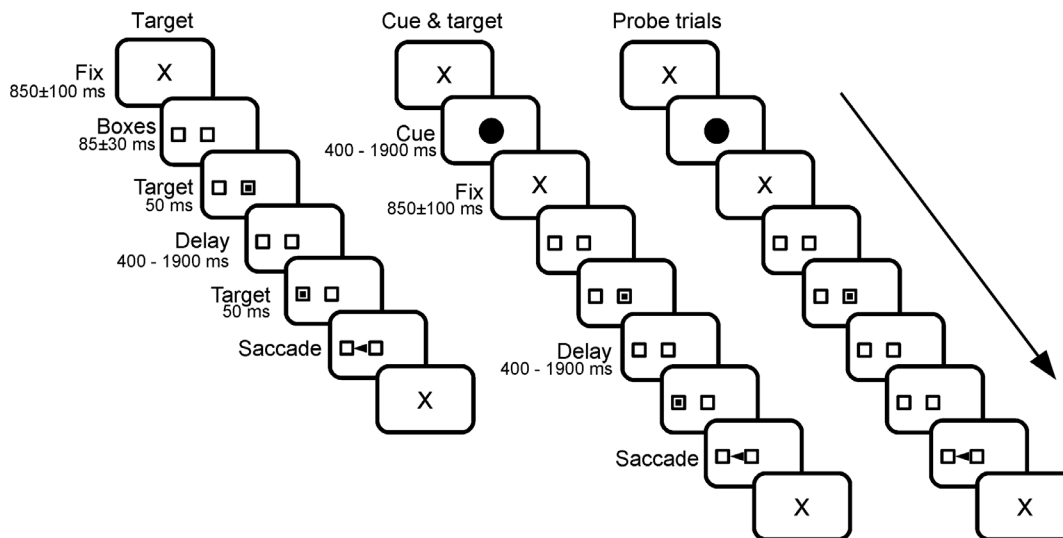 Target
Cue & target
Probe trials
X
Fix
850±100 ms
Boxes
85±30 ms
Target
50 ms
Delay
400 - 1900 ms
Target
50 ms
Saccade
X
X
Cue
400 - 1900 ms
X
Fix
850±100 ms
Delay
400 - 1900 ms
Saccade
X
X
X
X